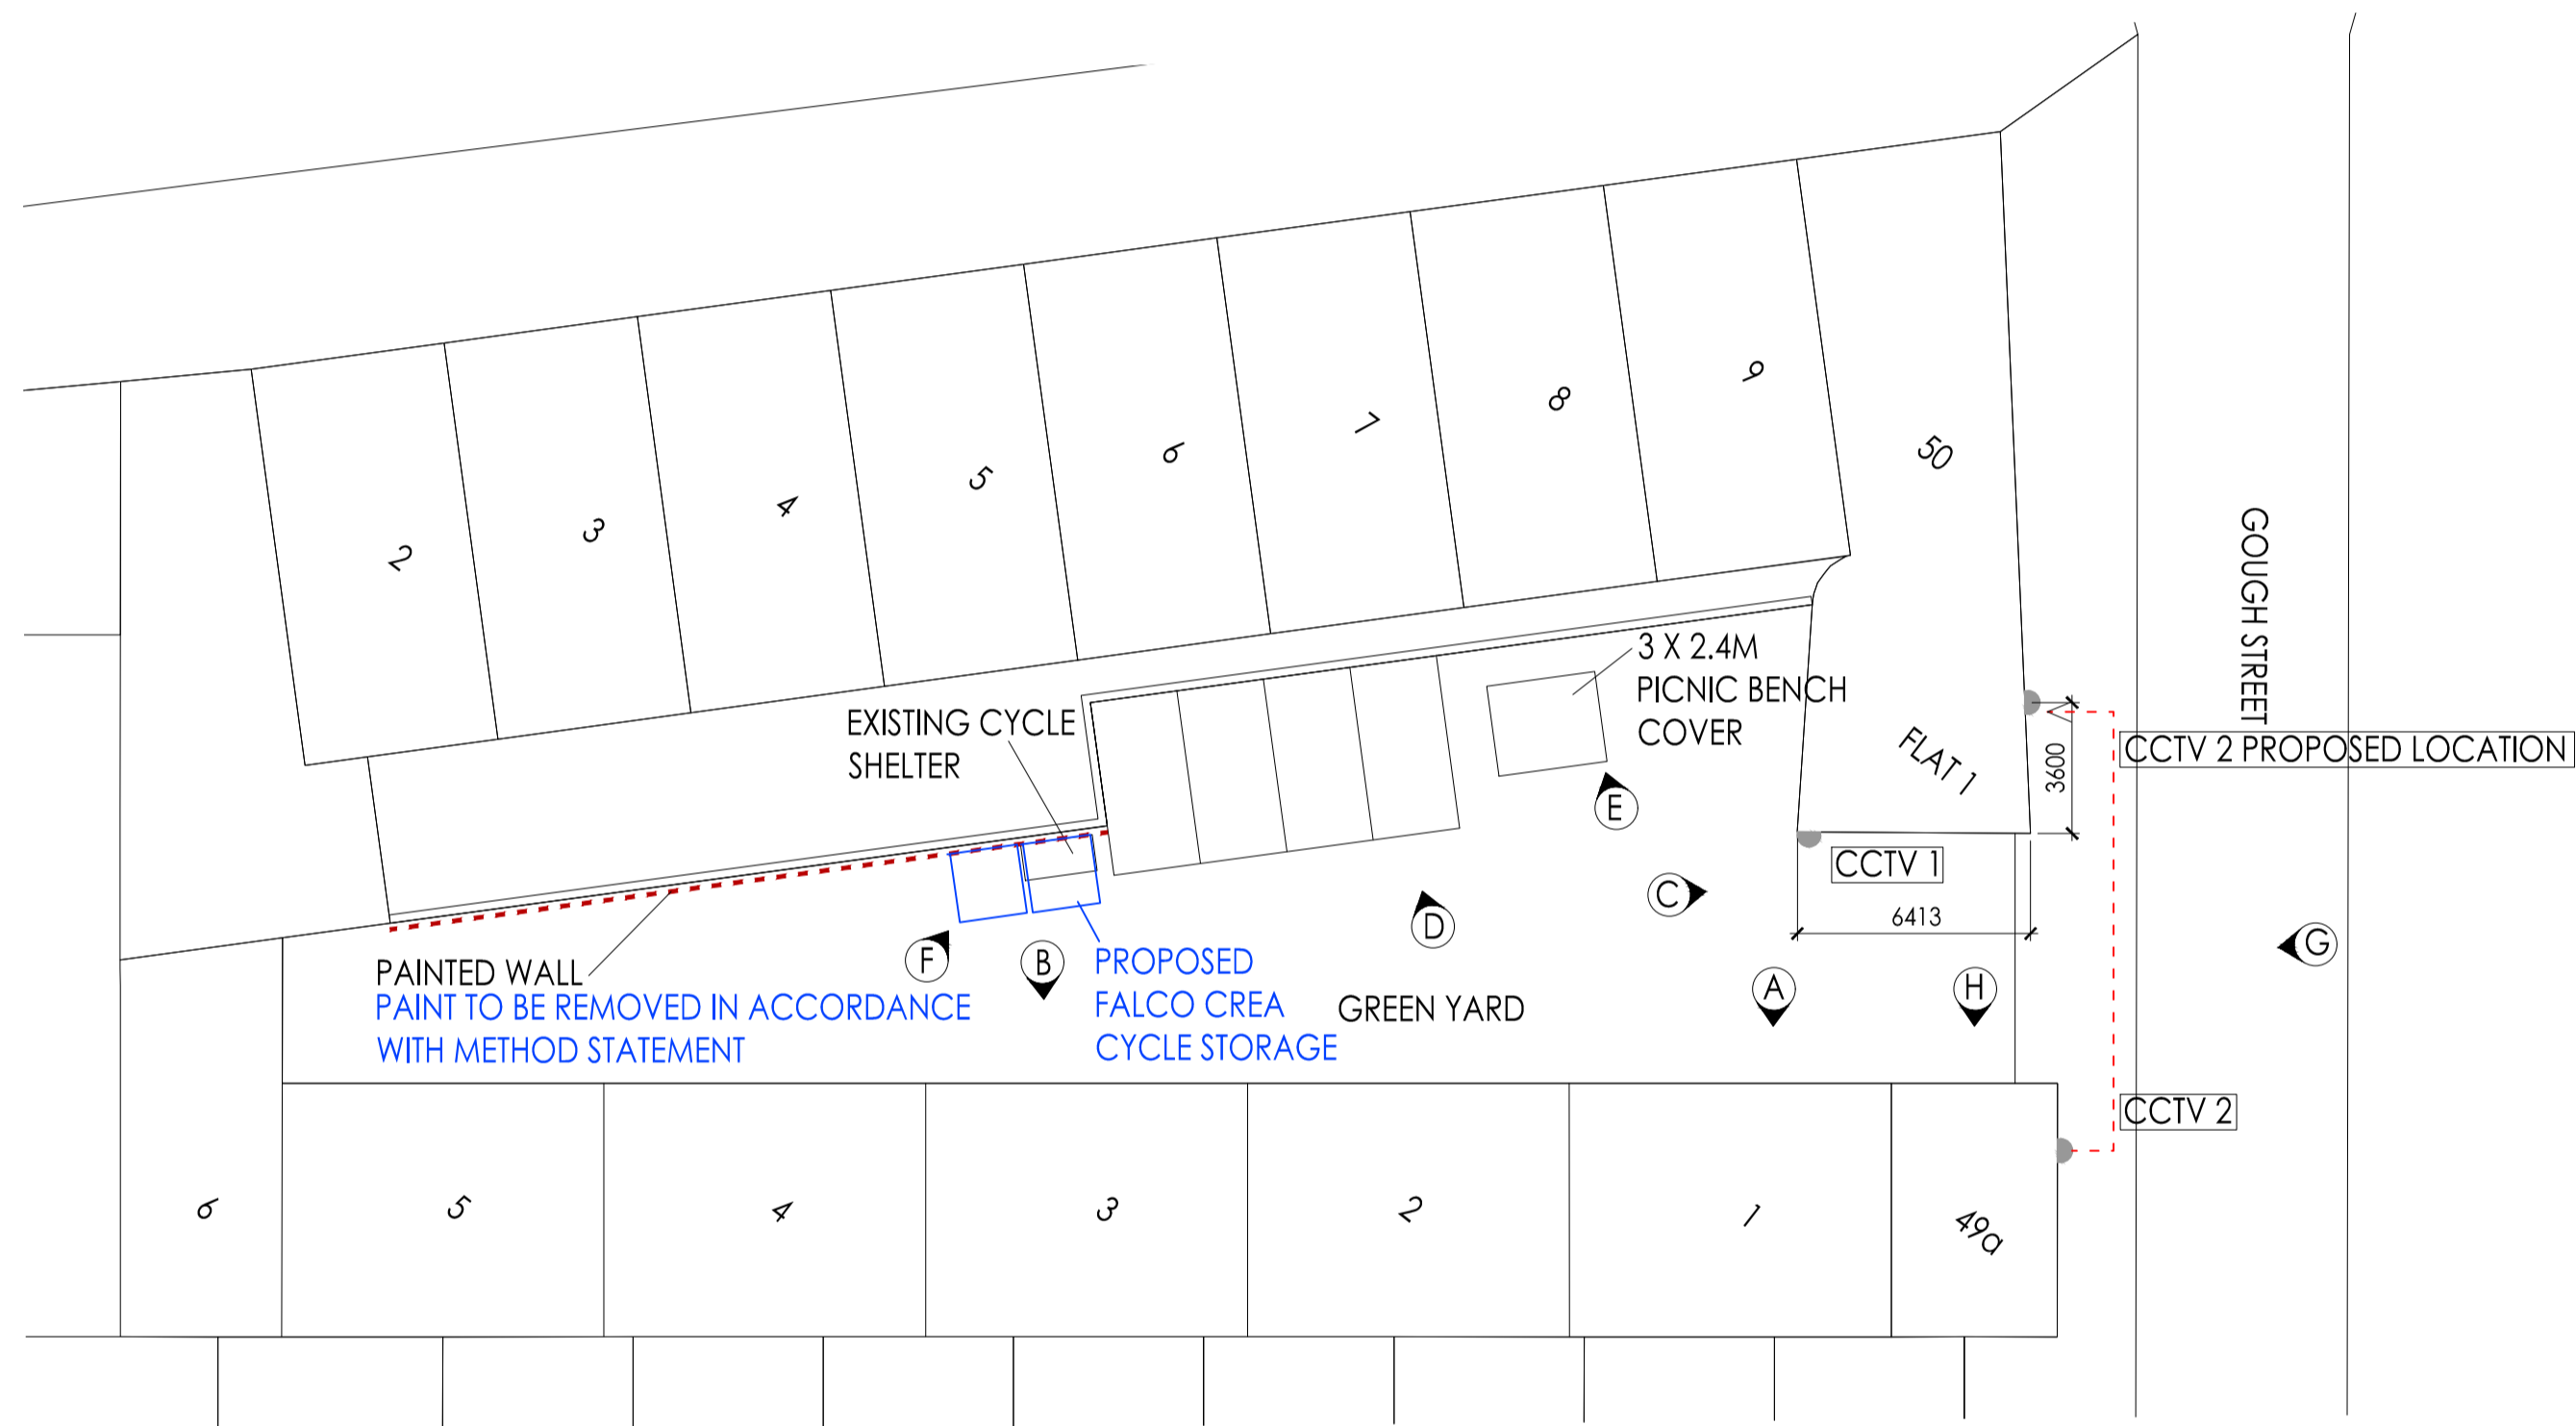 2
3
4
5
6
7
8
9
50
GOUGH STREET
3 X 2.4M
PICNIC BENCH
COVER
EXISTING CYCLE
SHELTER
FLAT 1
3600
CCTV 2 PROPOSED LOCATION
E
CCTV 1
C
6413
D
F
B
G
A
H
PAINTED WALL
PAINT TO BE REMOVED IN ACCORDANCE
WITH METHOD STATEMENT
PROPOSED
FALCO CREA
CYCLE STORAGE
GREEN YARD
CCTV 2
6
5
4
3
2
1
49a